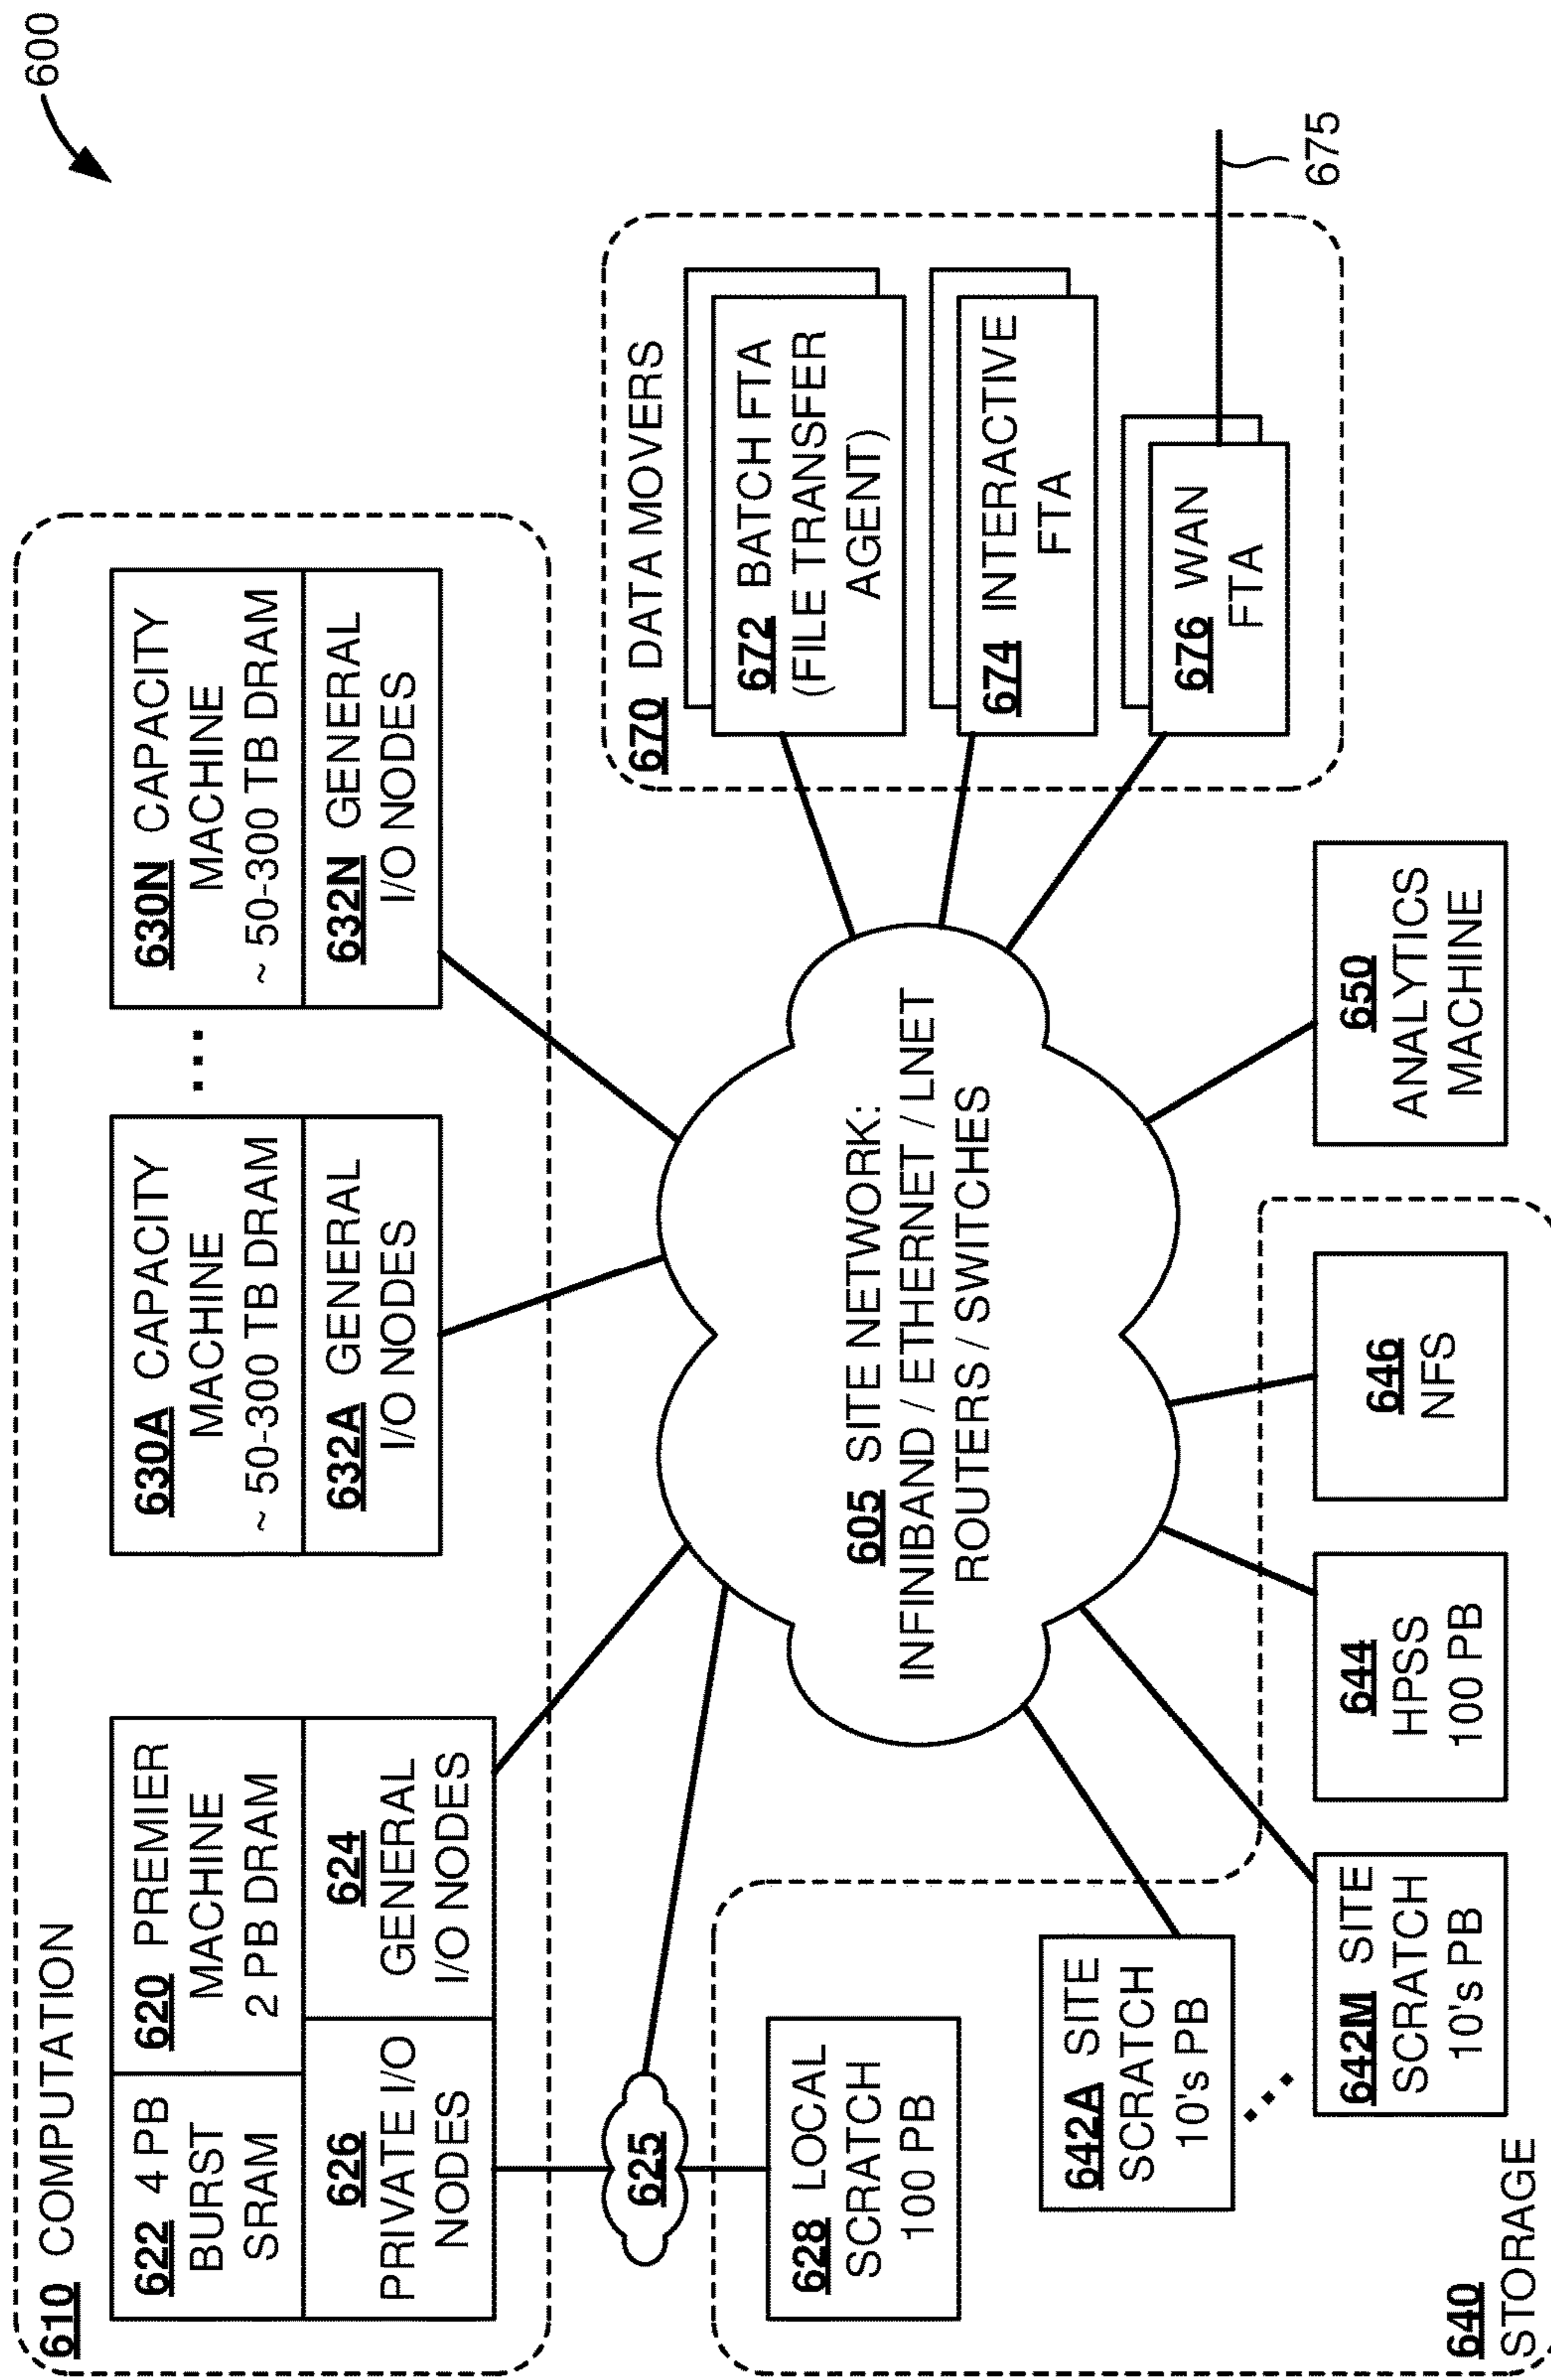 600
610 COMPUTATION
622 4 PB
BURST
SRAM
620 PREMIER
MACHINE
2 PB DRAM
626
PRIVATE I/O
NODES
624
GENERAL
I/O NODES
630A CAPACITY
MACHINE
~ 50-300 TB DRAM
632A GENERAL
I/O NODES
...
630N CAPACITY
MACHINE
~ 50-300 TB DRAM
632N GENERAL
I/O NODES
625
605 SITE NETWORK:
INFINIBAND / ETHERNET / LNET
ROUTERS / SWITCHES
670 DATA MOVERS
672 BATCH FTA
(FILE TRANSFER
AGENT)
674 INTERACTIVE
FTA
676 WAN
FTA
675
628 LOCAL
SCRATCH
100 PB
642A SITE
SCRATCH
10's PB
...
642M SITE
SCRATCH
10's PB
644
HPSS
100 PB
646
NFS
650
ANALYTICS
MACHINE
640
STORAGE